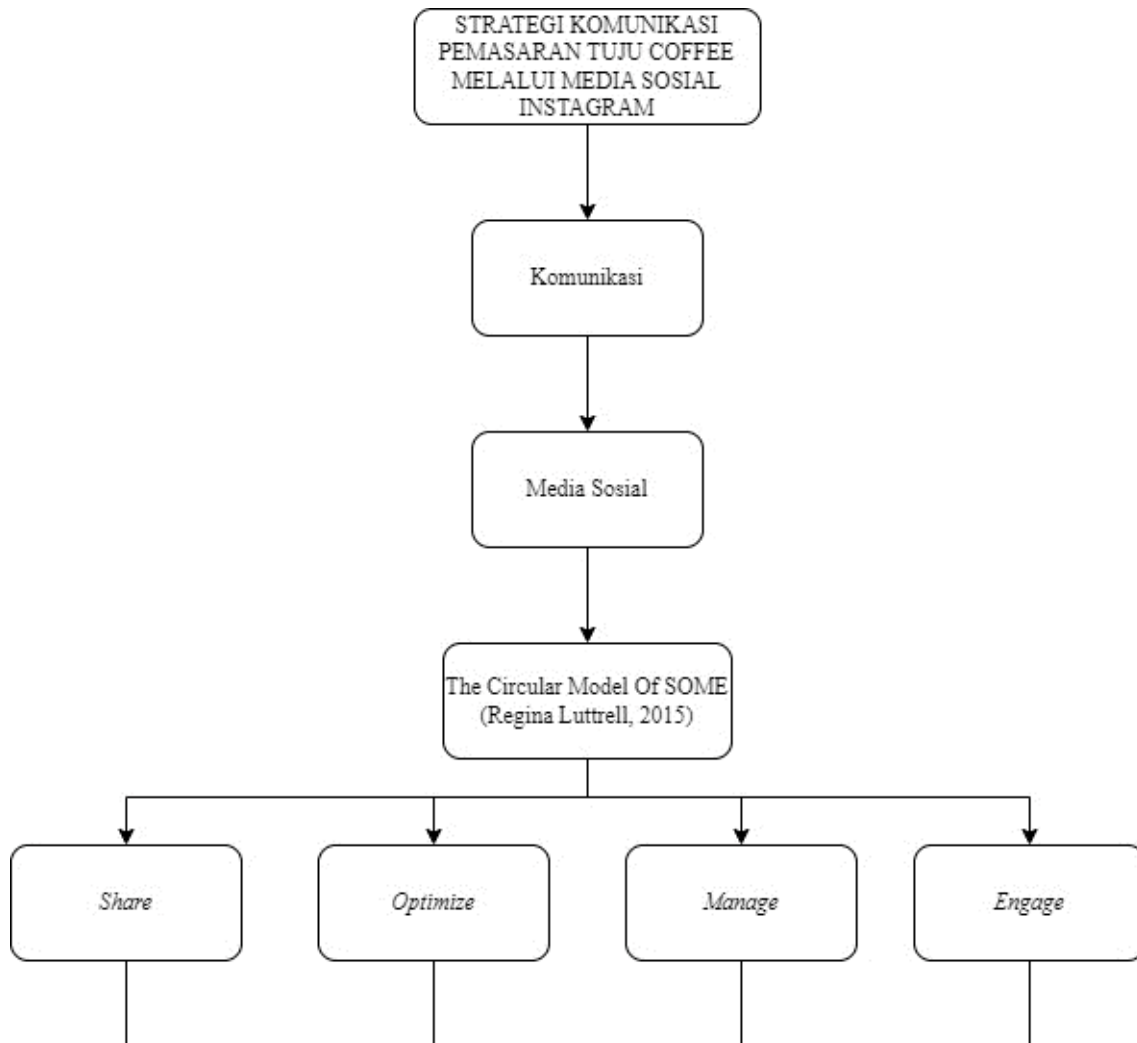 STRATEGI KOMUNIKASI
PEMASARAN TUJU COFFEE
MELALUI MEDIA SOSIAL
INSTAGRAM
Komunikasi
Media Sosial
The Circular Model Of SOME
(Regina Luttrell, 2015)
Share
Optimize
Manage
Engage